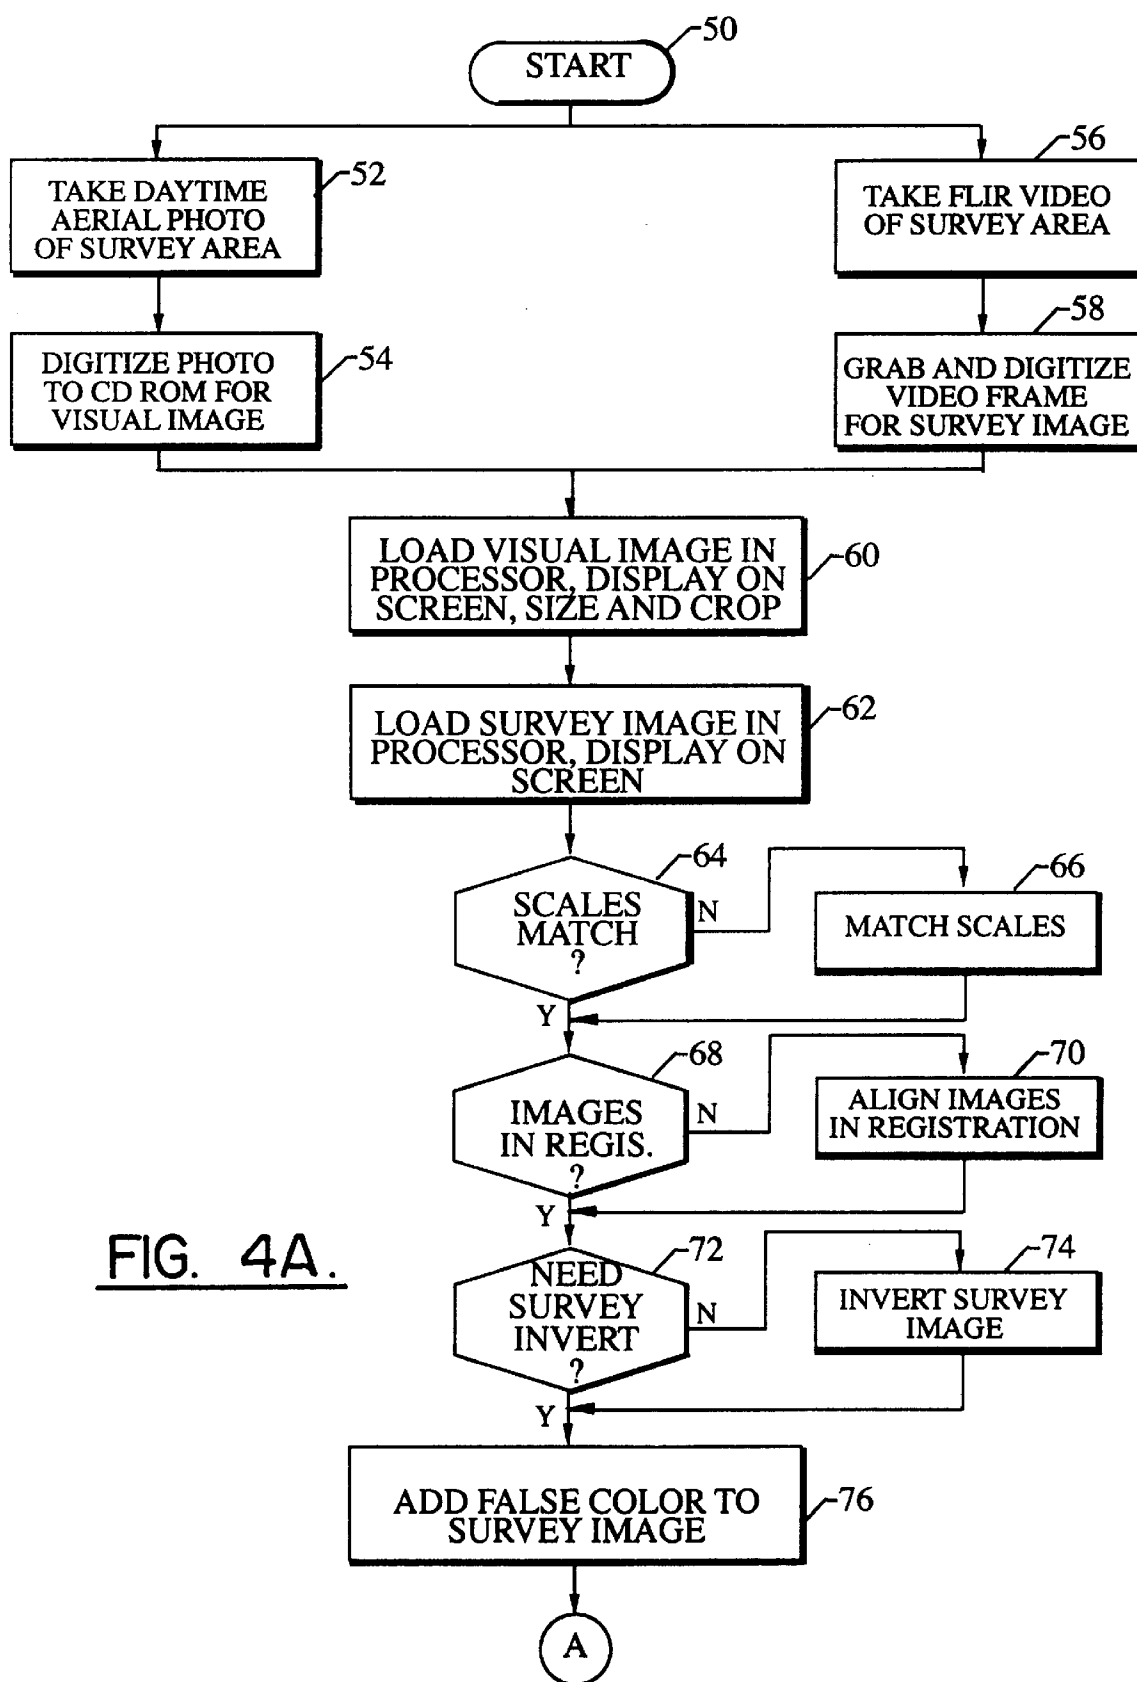 50
START
52
TAKE DAYTIME
AERIAL PHOTO
OF SURVEY AREA
56
TAKE FLIR VIDEO
OF SURVEY AREA
54
DIGITIZE PHOTO
TO CD ROM FOR
VISUAL IMAGE
58
GRAB AND DIGITIZE
VIDEO FRAME
FOR SURVEY IMAGE
LOAD VISUAL IMAGE IN
PROCESSOR, DISPLAY ON
SCREEN, SIZE AND CROP
60
LOAD SURVEY IMAGE IN
PROCESSOR, DISPLAY ON
SCREEN
62
64
SCALES
MATCH
?
N
66
MATCH SCALES
Y
68
IMAGES
IN REGIS.
?
N
70
ALIGN IMAGES
IN REGISTRATION
Y
FIG. 4A.
72
NEED
SURVEY
INVERT
?
N
74
INVERT SURVEY
IMAGE
Y
ADD FALSE COLOR TO
SURVEY IMAGE
76
A